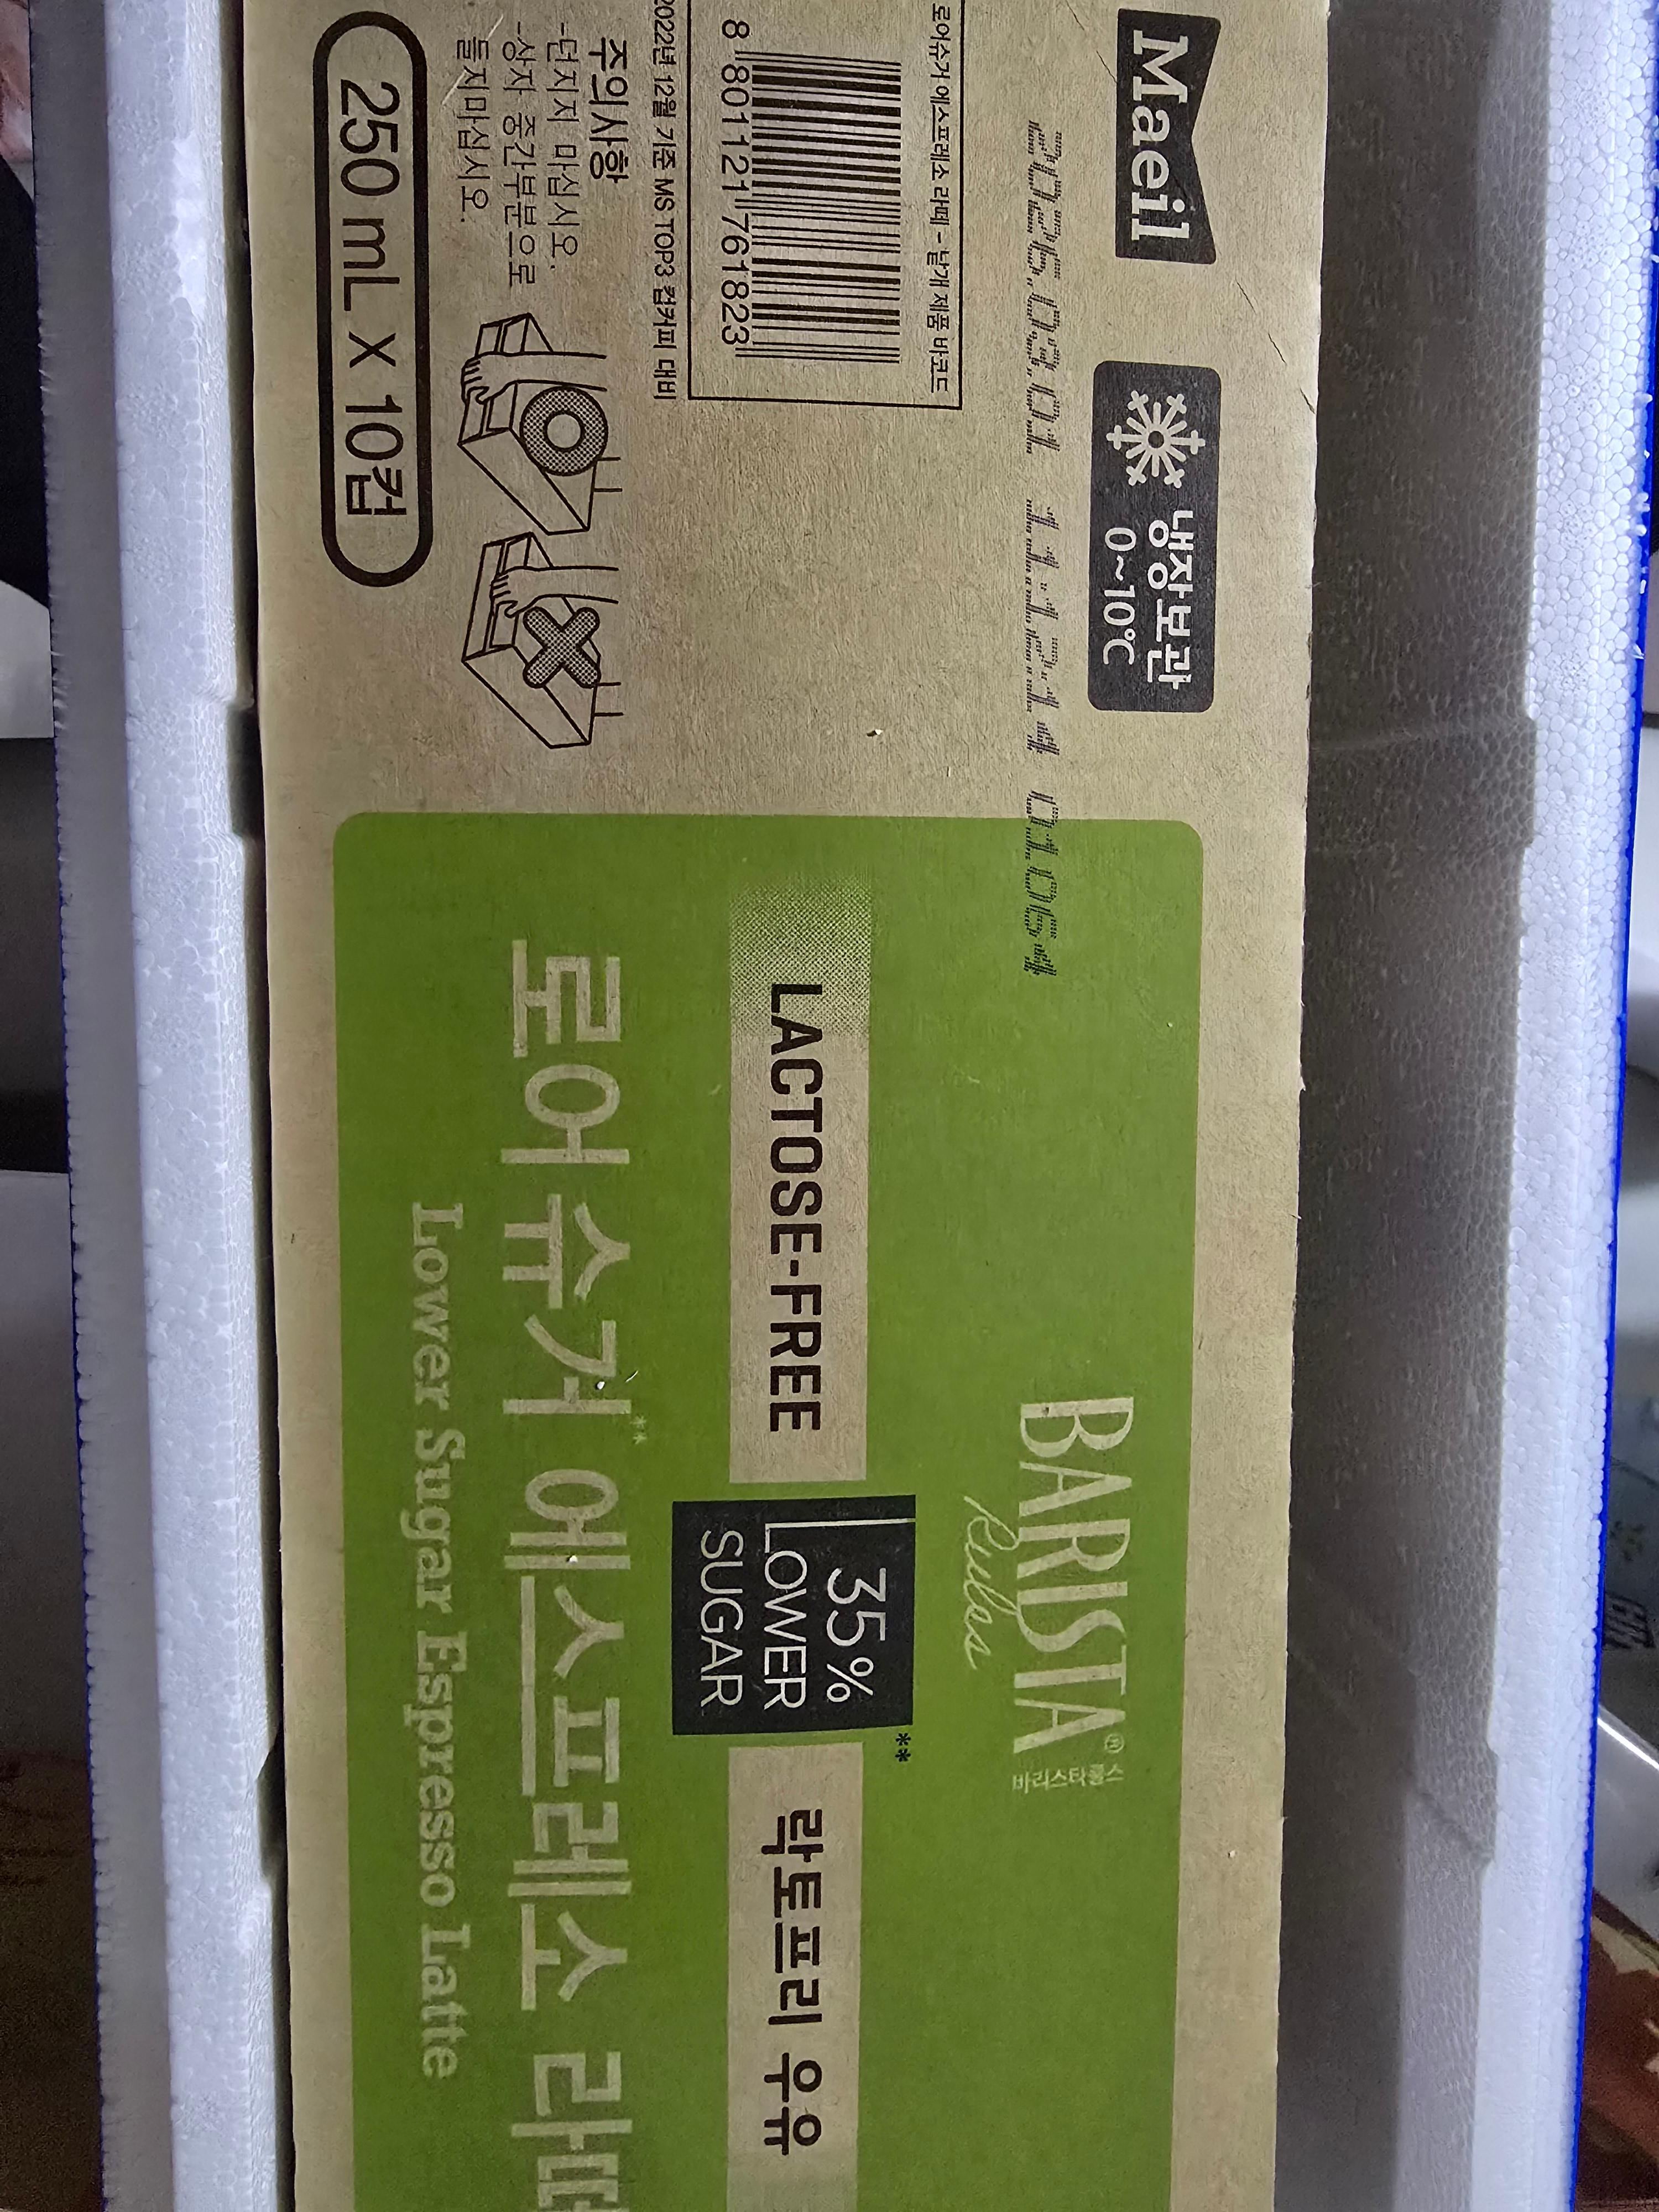 Maeil
냉장보관
0~10℃
2026.03.01 11:12:14 01064
로어슈거 에스프레소 라떼 - 날개 제품 바코드
8 801121 761823
2022년 12월 기준 MS TOP3 컵커피 대비
주의사항
-던지지 마십시오.
-상자 중간부분으로
들지마십시오.
250 mL X 10컵
BARISTA®
Rules
바리스타룰스
LACTOSE-FREE
35%
LOWER
SUGAR
**
락토프리 우유
로어슈거** 에스프레소 라떼
Lower Sugar Espresso Latte